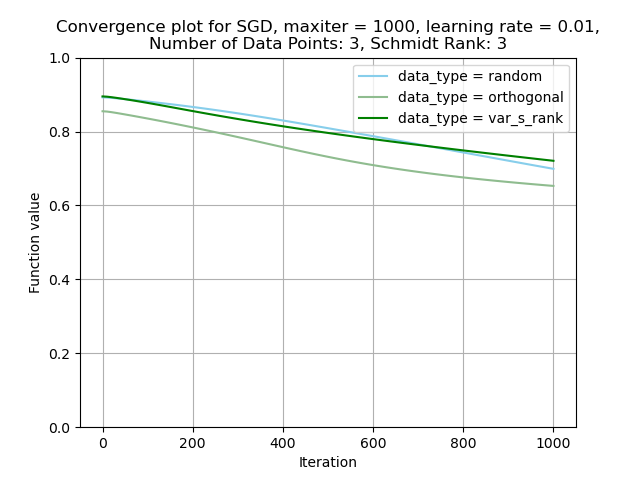 Convergence plot for SGD, maxiter = 1000, learning rate = 0.01,
Number of Data Points: 3, Schmidt Rank: 3
data_type = random
data_type = orthogonal
data_type = var_s_rank
Function value
1.0
0.8
0.6
0.4
0.2
0.0
0 200 400 600 800 1000
Iteration